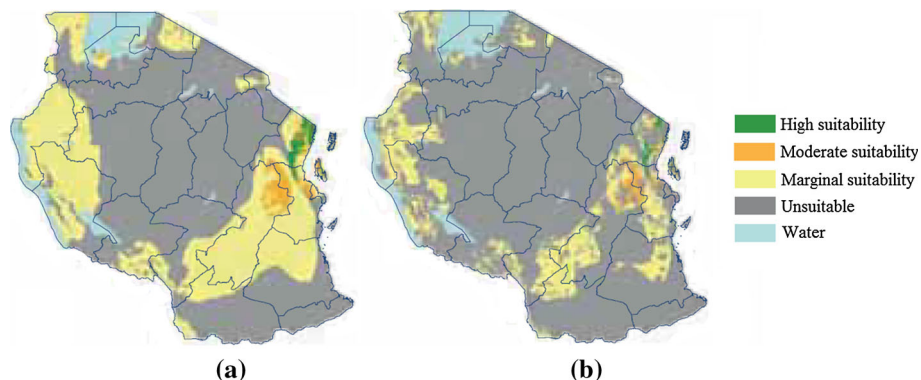 High suitability
Moderate suitability
Marginal suitability
Unsuitable
Water
(a)
(b)